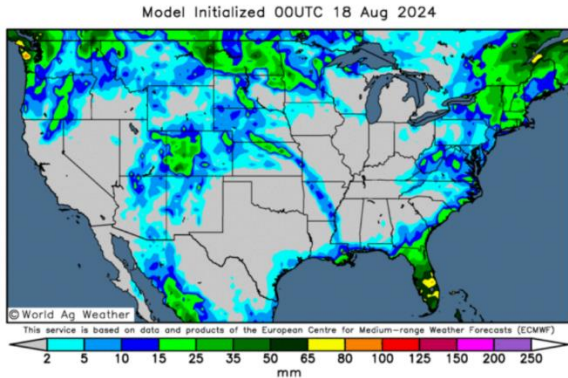 Model Initialized 00UTC 18 Aug 2024
© World Ag Weather
This service is based on data and products of the European Centre for Medium-range Weather Forecasts (ECMWF)
2 5 10 15 25 35 50 65 80 100 125 150 200 250
mm